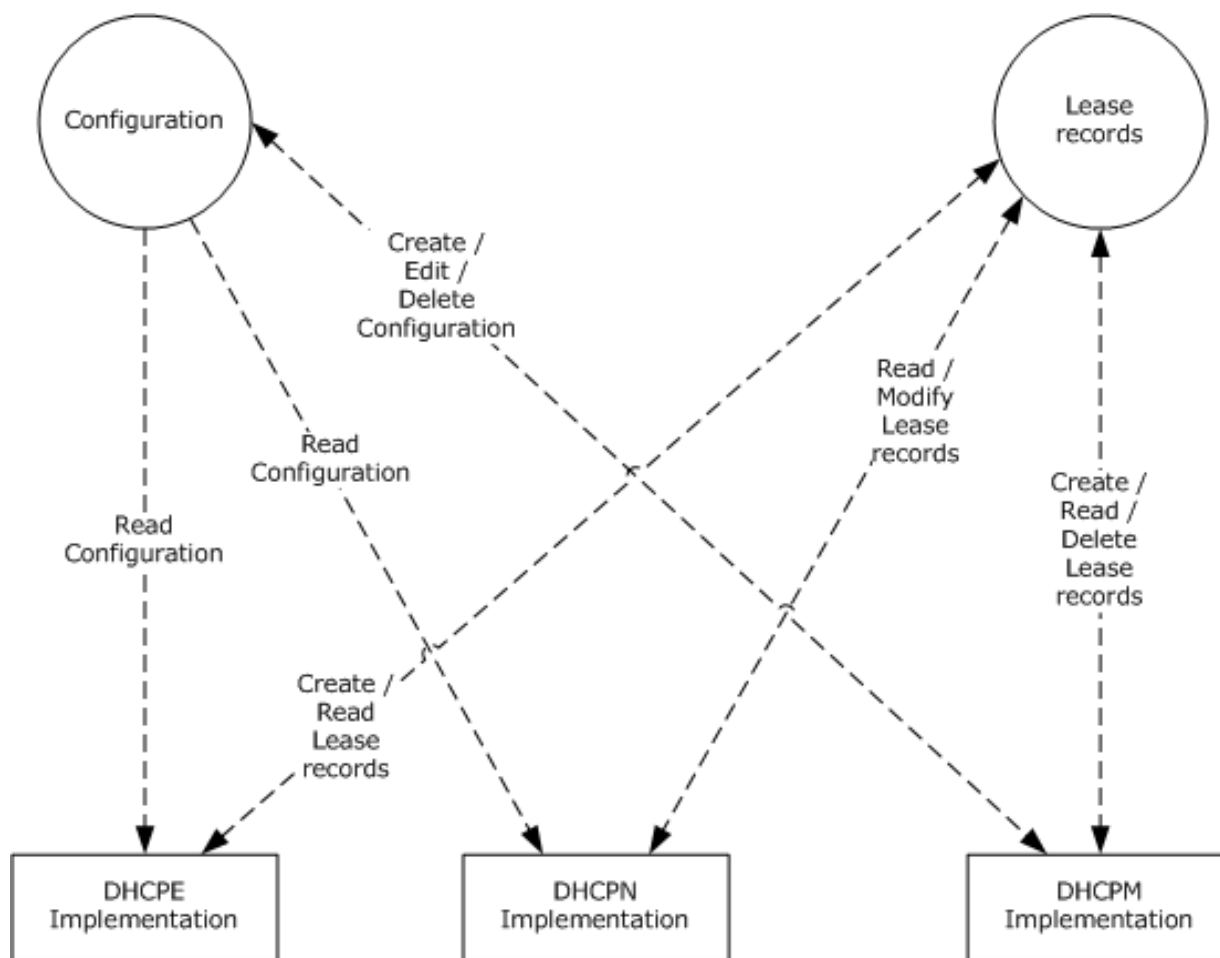 Configuration
Lease
records
Create /
Edit /
Delete
Configuration
Read /
Modify
Lease
records
Read
Configuration
Create /
Read /
Delete
Lease
records
Read
Configuration
Create /
Read
Lease
records
DHCPE
Implementation
DHCPN
Implementation
DHCPM
Implementation